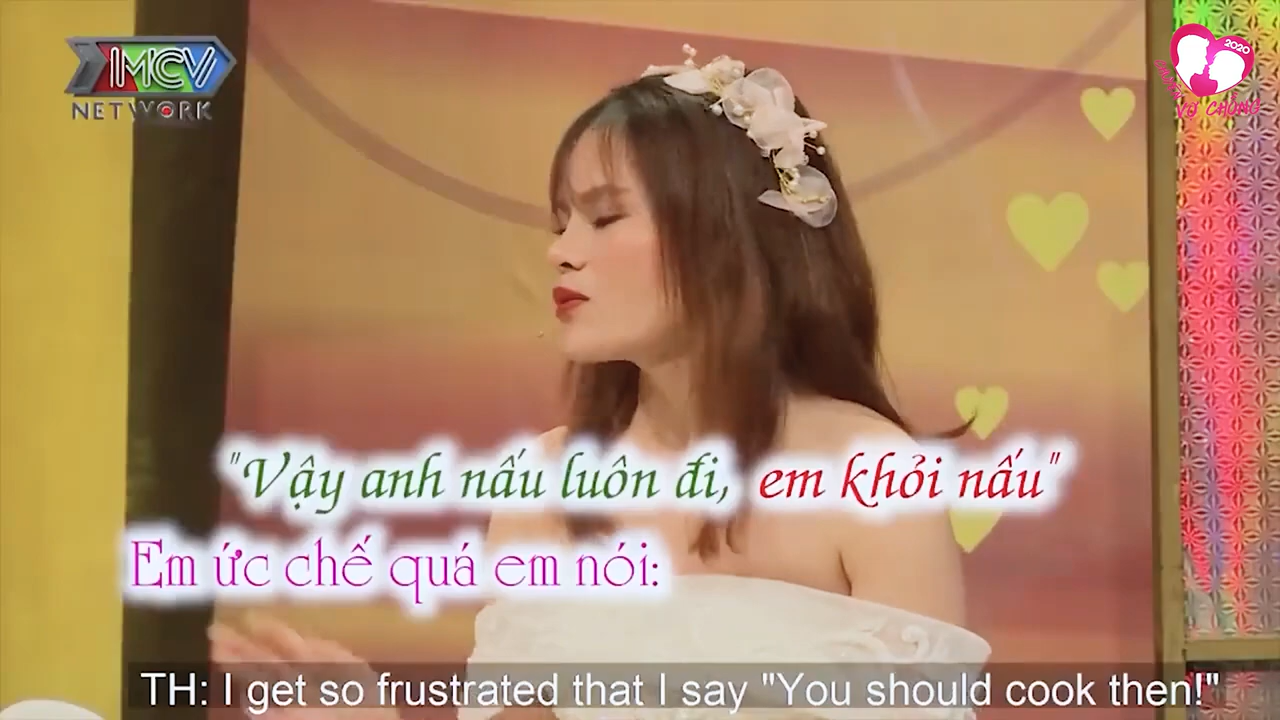 MCV
NETWORK
2020
CHUYỆN
VỢ CHỒNG
"Vậy anh nấu luôn đi, em khỏi nấu"
Em ức chế quá em nói:
TH: I get so frustrated that I say "You should cook then!"